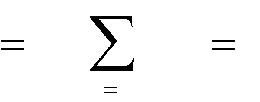 = ∑ =
=